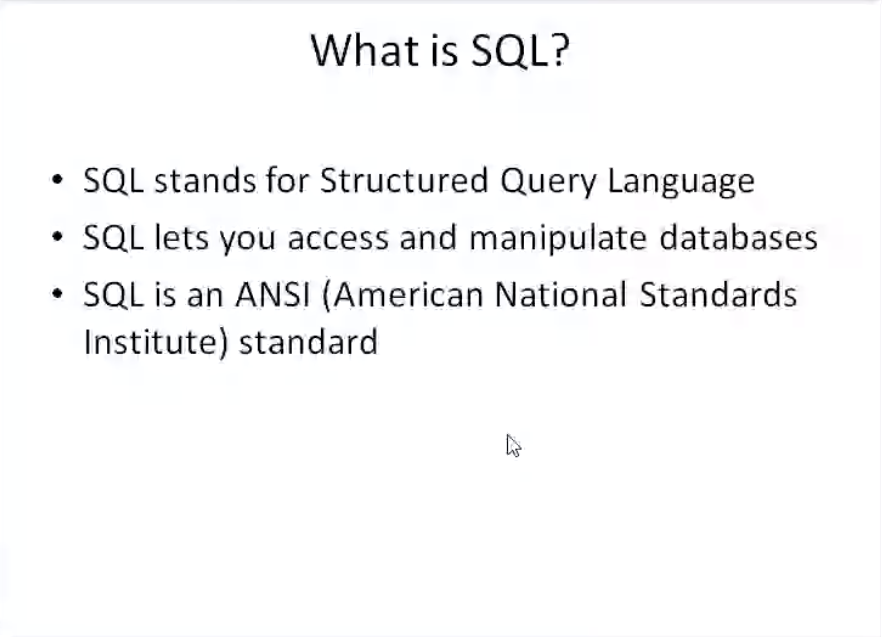 What is SQL?
• SQL stands for Structured Query Language
• SQL lets you access and manipulate databases
• SQL is an ANSI (American National Standards
Institute) standard